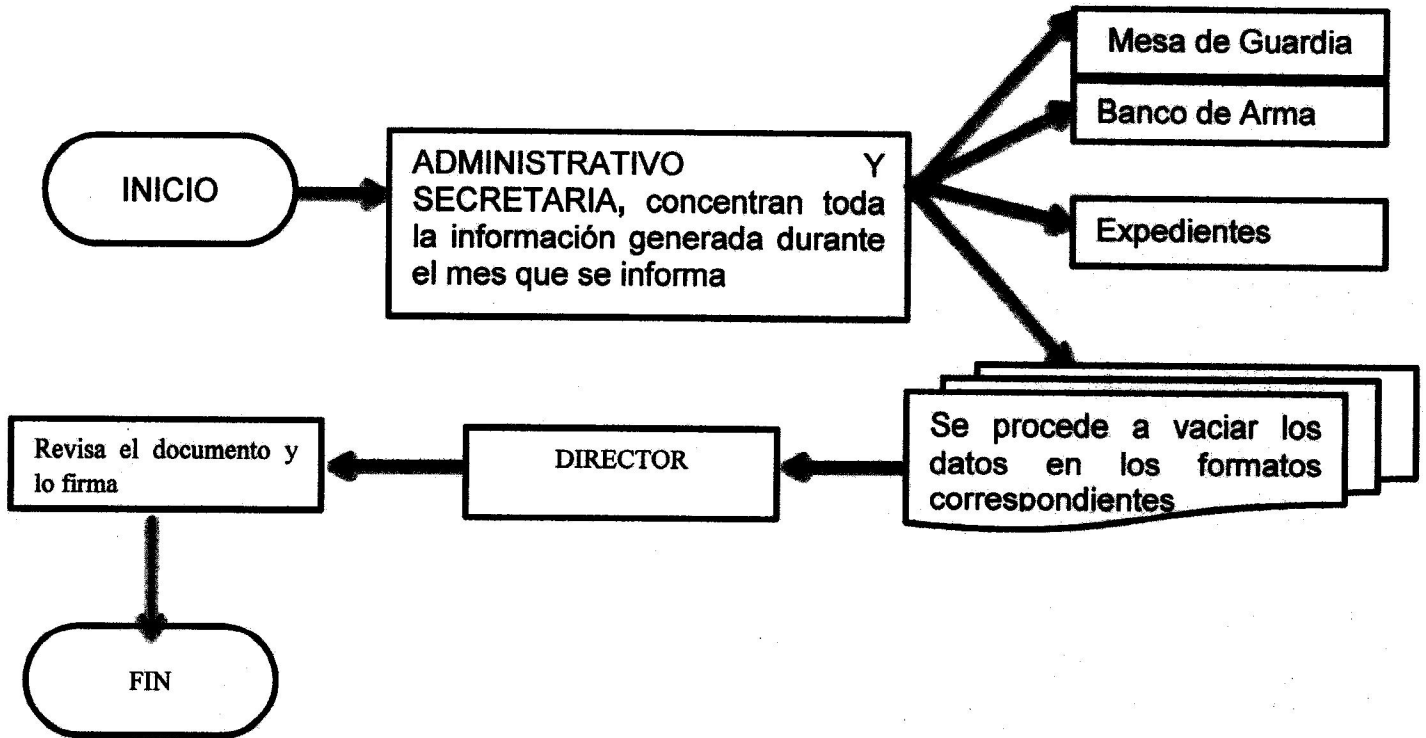 INICIO
ADMINISTRATIVO Y
SECRETARIA, concentran toda
la información generada durante
el mes que se informa
Mesa de Guardia
Banco de Arma
Expedientes
Se procede a vaciar los
datos en los formatos
correspondientes
DIRECTOR
Revisa el documento y
lo firma
FIN